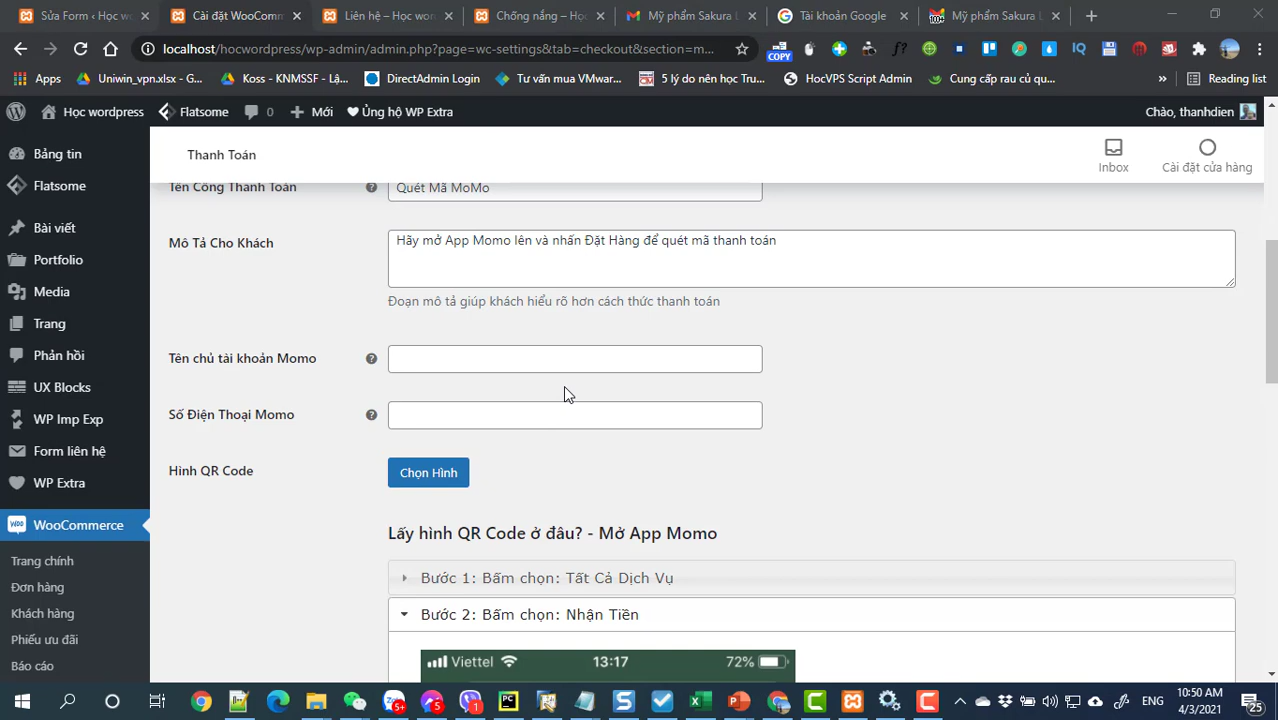 Sửa Form ‹ Học w
Cài đặt WooComm
Liên hệ – Học won
Chống nắng – Học
Mỹ phẩm Sakura L
Tài khoản Google
100+
Mỹ phẩm Sakura L
localhost/hocwordpress/wp-admin/admin.php?page=wc-settings&tab=checkout&section=m...
COPY
f?
IQ
Apps
Uniwin_vpn.xlsx - G...
Koss - KNMSSF - Lậ...
DirectAdmin Login
Tư vấn mua VMwar...
5 lý do nên học Tru...
HocVPS Script Admin
Cung cấp rau củ qu...
»
Reading list
Học wordpress
Flatsome
0
Mới
Ủng hộ WP Extra
Chào, thanhdien
Bảng tin
Flatsome
Bài viết
Portfolio
Media
Trang
Phản hồi
UX Blocks
WP Imp Exp
Form liên hệ
WP Extra
WooCommerce
Trang chính
Đơn hàng
Khách hàng
Phiếu ưu đãi
Báo cáo
Thanh Toán
Inbox
Cài đặt cửa hàng
Tên Cổng Thanh Toán
Quét Mã MoMo
Mô Tả Cho Khách
Hãy mở App Momo lên và nhấn Đặt Hàng để quét mã thanh toán
Đoạn mô tả giúp khách hiểu rõ hơn cách thức thanh toán
Tên chủ tài khoản Momo
Số Điện Thoại Momo
Hình QR Code
Chọn Hình
Lấy hình QR Code ở đâu? - Mở App Momo
Bước 1: Bấm chọn: Tất Cả Dịch Vụ
Bước 2: Bấm chọn: Nhận Tiền
Viettel
13:17
72%
5+
5
1
ENG
10:50 AM
4/3/2021
25